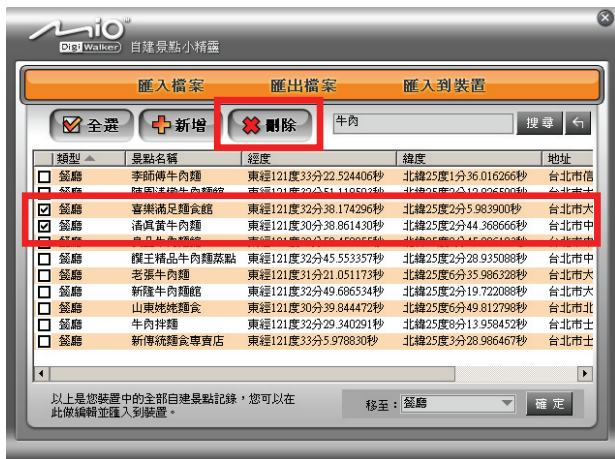 Mio
DigiWalker 自建景點小精靈
匯入檔案 匯出檔案 匯入到裝置
全選 新增 刪除 牛肉 搜尋
類型 景點名稱 經度 緯度 地址
餐廳 李師傅牛肉麵 東經121度33分22.524406秒 北緯25度1分36.016266秒 台北市信
餐廳
餐廳 喜樂滿足麵食館 東經121度32分38.174296秒 北緯25度2分5.983900秒 台北市大
餐廳 清真黃牛肉麵 東經121度30分38.861430秒 北緯25度2分44.368666秒 台北市中
餐廳 饌王精品牛肉麵蒸點 東經121度32分45.553357秒 北緯25度2分28.935088秒 台北市中
餐廳 老張牛肉麵 東經121度31分21.051173秒 北緯25度6分35.986328秒 台北市大
餐廳 新隆牛肉麵館 東經121度32分49.686534秒 北緯25度2分19.722088秒 台北市大
餐廳 山東姥姥麵食 東經121度30分39.844472秒 北緯25度6分49.812798秒 台北市北
餐廳 牛肉拌麵 東經121度32分29.340291秒 北緯25度8分13.958452秒 台北市士
餐廳 新傳統麵食專賣店 東經121度33分5.978830秒 北緯25度3分28.986467秒 台北市士
以上是您裝置中的全部自建景點記錄，您可以在
此做編輯並匯入到裝置。
移至：餐廳 確定